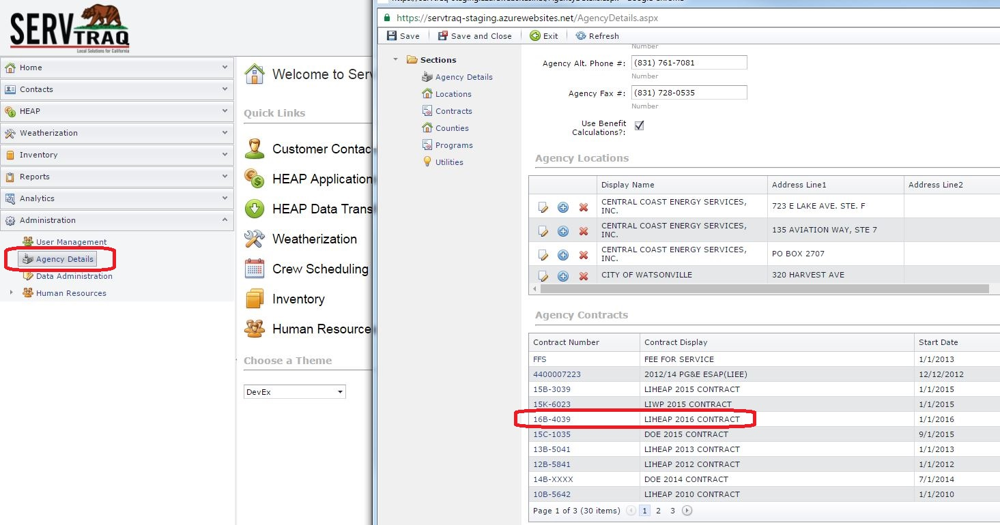 SERVTRAQ
Local Solutions for California
Home
Contacts
HEAP
Weatherization
Inventory
Reports
Analytics
Administration
User Management
Agency Details
Data Administration
Human Resources
Welcome to Serv
Quick Links
Customer Contac
HEAP Application
HEAP Data Trans
Weatherization
Crew Scheduling
Inventory
Human Resource
Choose a Theme
DevEx
https://servtraq-staging.azurewebsites.net/AgencyDetails.aspx
Save Save and Close Exit Refresh
Sections
Agency Details
Locations
Contracts
Counties
Programs
Utilities
Number
Agency Alt. Phone #: (831) 761-7081
Number
Agency Fax #: (831) 728-0535
Number
Use Benefit
Calculations?:
Agency Locations
Display Name Address Line1 Address Line2
CENTRAL COAST ENERGY SERVICES,
INC.
723 E LAKE AVE. STE. F
CENTRAL COAST ENERGY SERVICES,
INC.
135 AVIATION WAY, STE 7
CENTRAL COAST ENERGY SERVICES,
INC.
PO BOX 2707
CITY OF WATSONVILLE 320 HARVEST AVE
Agency Contracts
Contract Number Contract Display Start Date
FFS FEE FOR SERVICE 1/1/2013
4400007223 2012/14 PG&E ESAP(LIEE) 12/12/2012
15B-3039 LIHEAP 2015 CONTRACT 1/1/2015
15K-6023 LIWP 2015 CONTRACT 1/1/2015
16B-4039 LIHEAP 2016 CONTRACT 1/1/2016
15C-1035 DOE 2015 CONTRACT 9/1/2015
13B-5041 LIHEAP 2013 CONTRACT 1/1/2013
12B-5841 LIHEAP 2012 CONTRACT 1/1/2012
14B-XXXX DOE 2014 CONTRACT 7/1/2014
10B-5642 LIHEAP 2010 CONTRACT 1/1/2010
Page 1 of 3 (30 items) 1 2 3